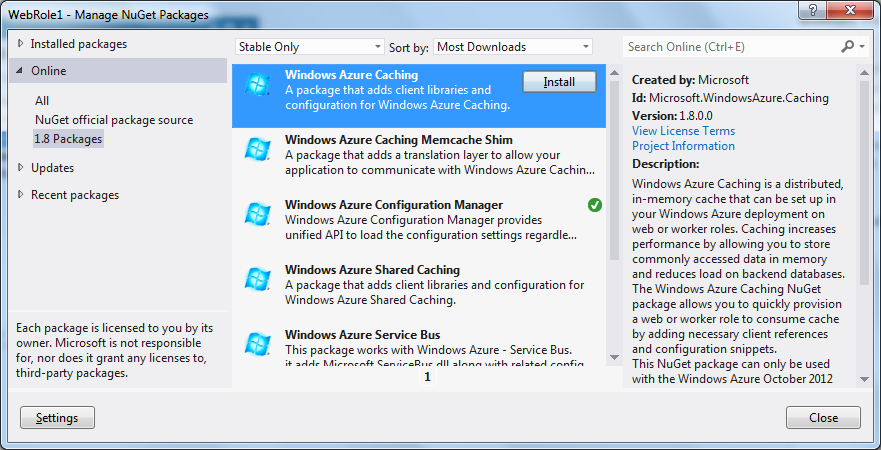 WebRole1 - Manage NuGet Packages
Installed packages
Online
All
NuGet official package source
1.8 Packages
Updates
Recent packages
Each package is licensed to you by its
owner. Microsoft is not responsible
for, nor does it grant any licenses to,
third-party packages.
Settings
Stable Only
Sort by: Most Downloads
Windows Azure Caching
A package that adds client libraries and
configuration for Windows Azure Caching.
Install
Windows Azure Caching Memcache Shim
A package that adds a translation layer to allow your
application to communicate with Windows Azure Cachin...
Windows Azure Configuration Manager
Windows Azure Configuration Manager provides
unified API to load the configuration settings regardle...
Windows Azure Shared Caching
A package that adds client libraries and configuration for
Windows Azure Shared Caching.
Windows Azure Service Bus
This package works with Windows Azure - Service Bus.
it adds Microsoft ServiceBus dll along with related config
1
Search Online (Ctrl+E)
Created by: Microsoft
Id: Microsoft.WindowsAzure.Caching
Version: 1.8.0.0
View License Terms
Project Information
Description:
Windows Azure Caching is a distributed,
in-memory cache that can be set up in
your Windows Azure deployment on
web or worker roles. Caching increases
performance by allowing you to store
commonly accessed data in memory
and reduces load on backend databases.
The Windows Azure Caching NuGet
package allows you to quickly provision
a web or worker role to consume cache
by adding necessary client references
and configuration snippets.
This NuGet package can only be used
with the Windows Azure October 2012
Close